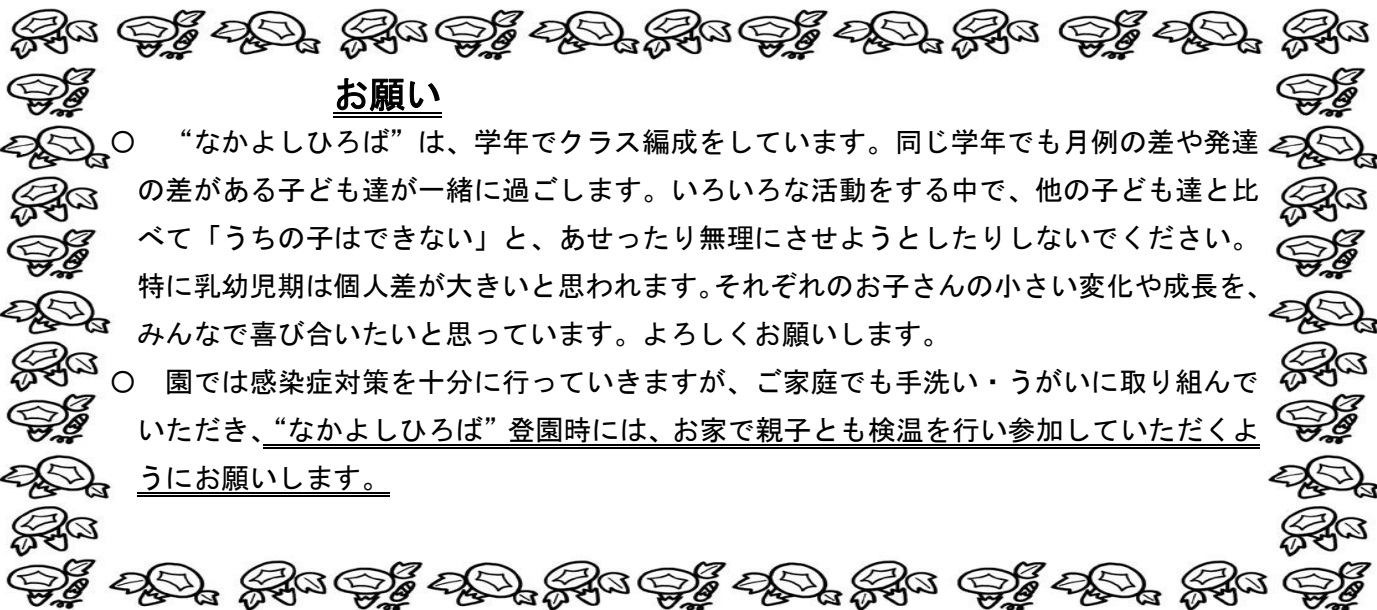 お願い
○　“なかよしひろば”は、学年でクラス編成をしています。同じ学年でも月例の差や発達
の差がある子ども達が一緒に過ごします。いろいろな活動をする中で、他の子ども達と比
べて「うちの子はできない」と、あせったり無理にさせようとしたりしないでください。
特に乳幼児期は個人差が大きいと思われます。それぞれのお子さんの小さい変化や成長を、
みんなで喜び合いたいと思っています。よろしくお願いします。
○　園では感染症対策を十分に行っていきますが、ご家庭でも手洗い・うがいに取り組んで
いただき、“なかよしひろば”登園時には、お家で親子とも検温を行い参加していただくよ
うにお願いします。